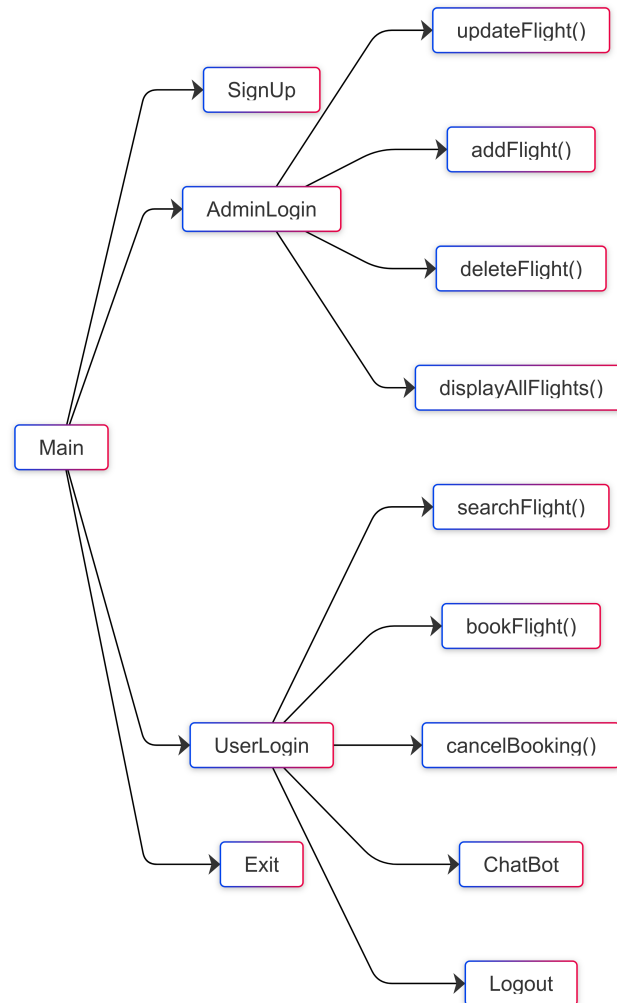 updateFlight()
SignUp
addFlight()
AdminLogin
deleteFlight()
displayAllFlights()
Main
searchFlight()
bookFlight()
UserLogin
cancelBooking()
Exit
ChatBot
Logout